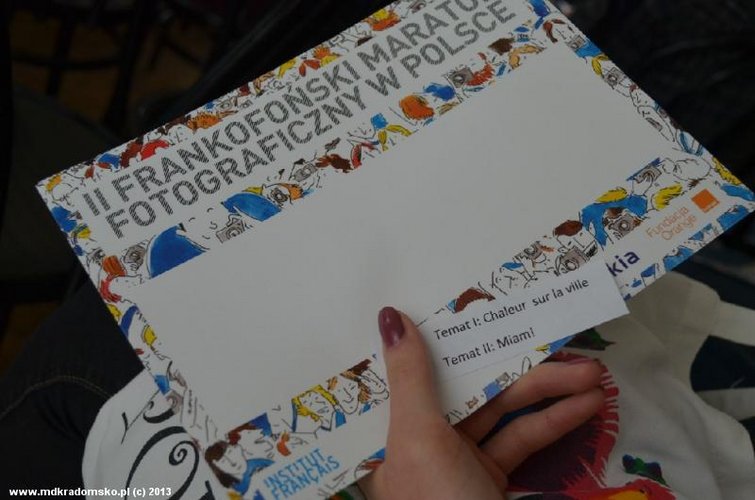 II FRANKOFOŃSKI MARATON
FOTOGRAFICZNY W POLSCE
Temat I: Chaleur sur la ville
Temat II: Miam!
kia
Fundacja
Orange
INSTITUT
FRANÇAIS
www.mdkradomsko.pl (c) 2013